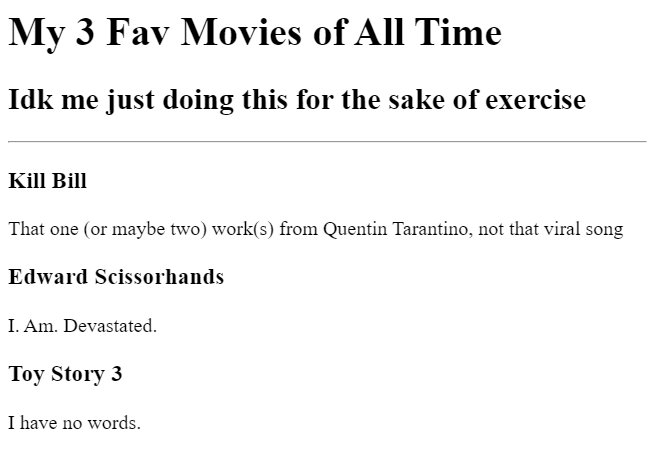 My 3 Fav Movies of All Time
Idk me just doing this for the sake of exercise
Kill Bill
That one (or maybe two) work(s) from Quentin Tarantino, not that viral song
Edward Scissorhands
I. Am. Devastated.
Toy Story 3
I have no words.